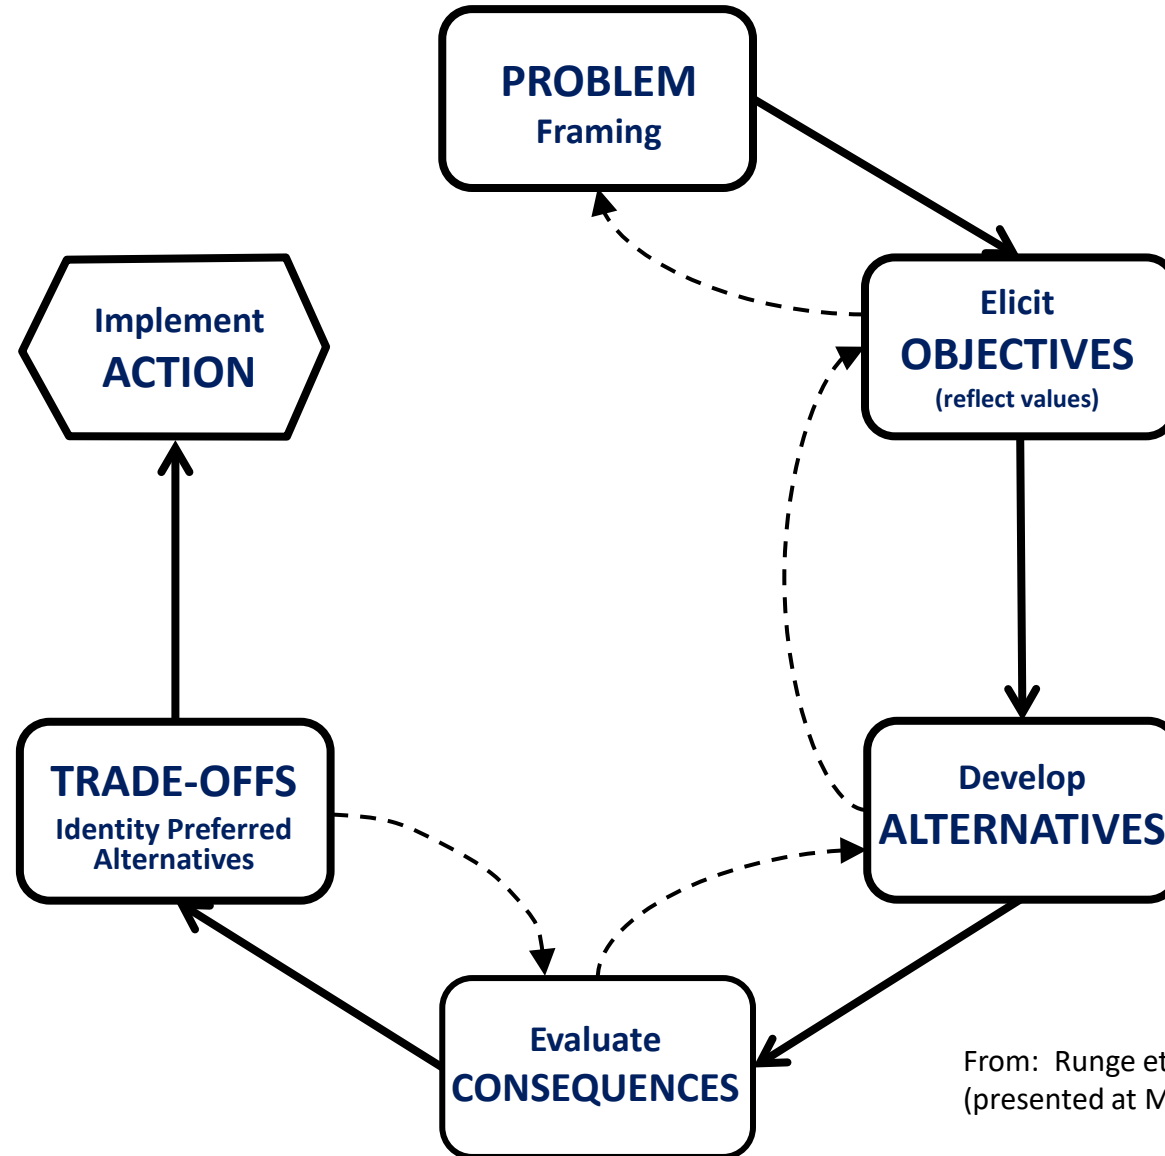 PROBLEM
Framing
Elicit
OBJECTIVES
(reflect values)
Implement
ACTION
Develop
ALTERNATIVES
TRADE-OFFS
Identity Preferred
Alternatives
Evaluate
CONSEQUENCES
From: Runge et
(presented at M